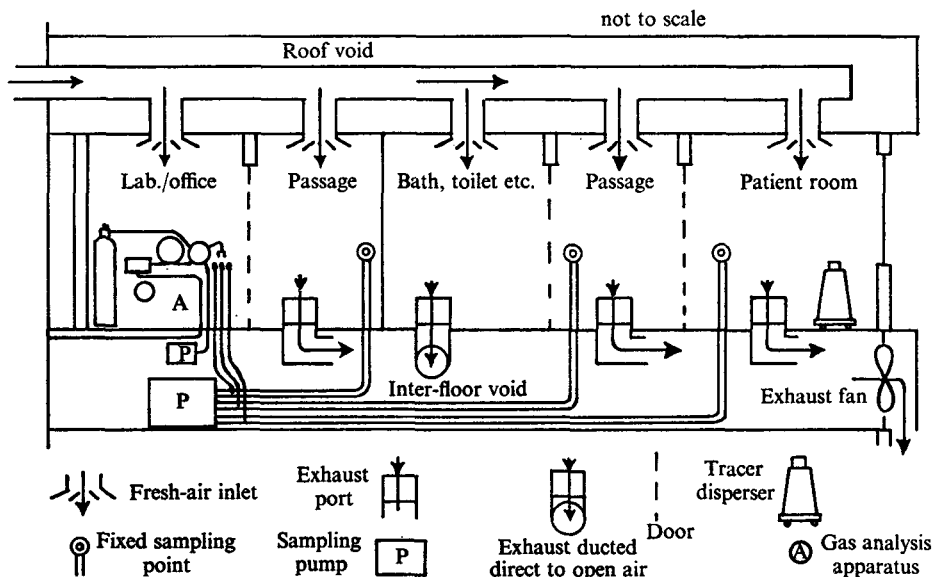 not to scale
Roof void
Lab./office
Passage
Bath, toilet etc.
Passage
Patient room
A
P
P
Inter-floor void
Exhaust fan
Fresh-air inlet
Exhaust
port
Tracer
disperser
Fixed sampling
point
Sampling
pump
P
Exhaust ducted
direct to open air
Door
A
Gas analysis
apparatus